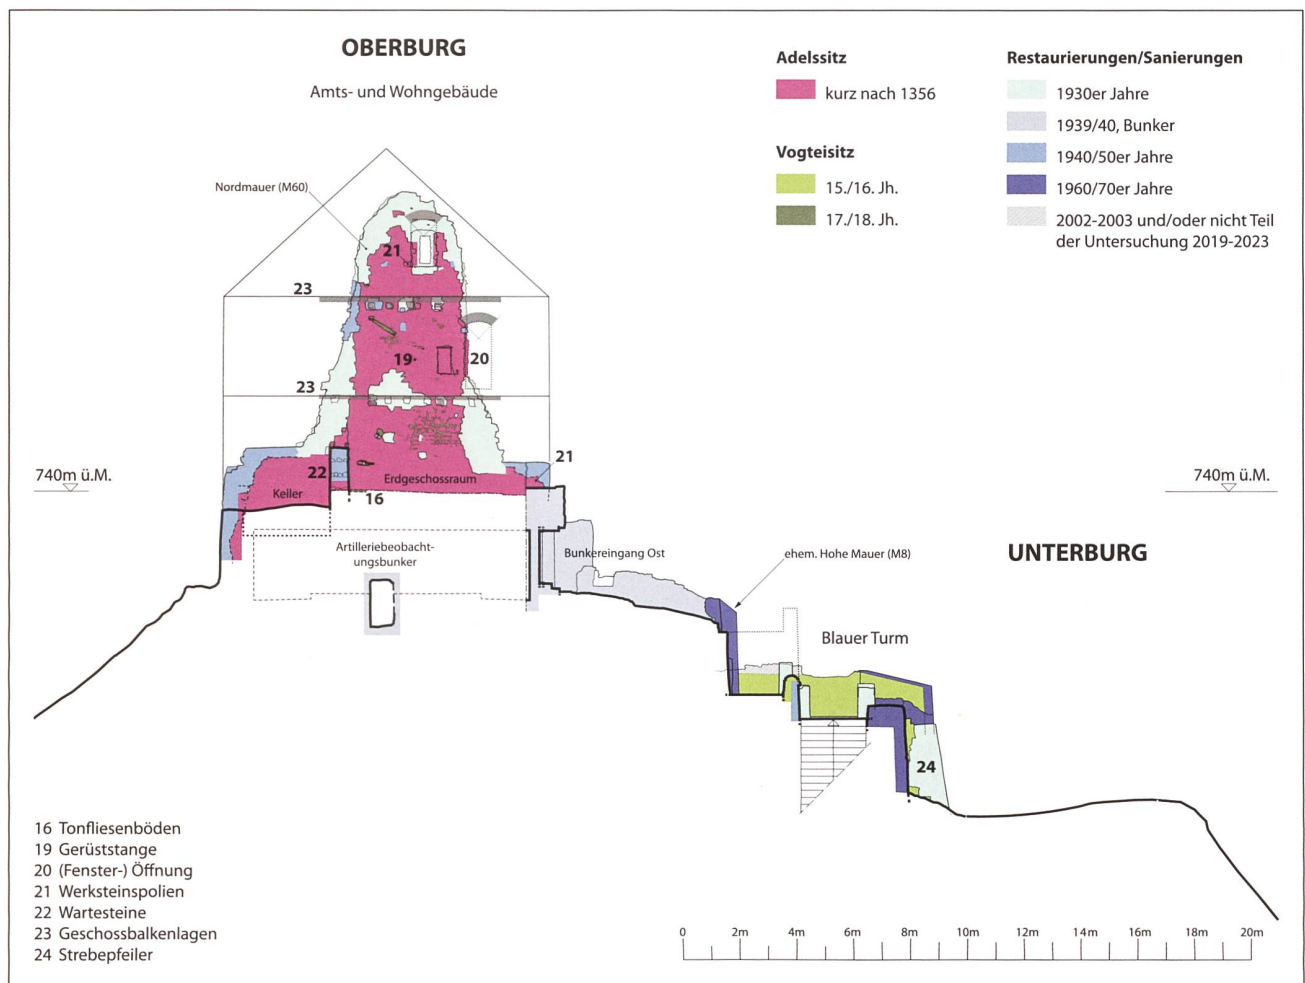 OBERBURG
Amts- und Wohngebäude
Adelssitz
kurz nach 1356
Vogteisitz
15./16. Jh.
17./18. Jh.
Restaurierungen/Sanierungen
1930er Jahre
1939/40, Bunker
1940/50er Jahre
1960/70er Jahre
2002-2003 und/oder nicht Teil
der Untersuchung 2019-2023
Nordmauer (M60)
21
23
19
20
23
21
22
Keller
Erdgeschossraum
16
740m ü.M.
740m ü.M.
Artilleriebeobacht-
ungsbunker
Bunkereingang Ost
ehem. Hohe Mauer (M8)
UNTERBURG
Blauer Turm
24
16 Tonfliesenböden
19 Gerüststange
20 (Fenster-) Öffnung
21 Werksteinspolien
22 Wartesteine
23 Geschossbalkenlagen
24 Strebepfeiler
0 2m 4m 6m 8m 10m 12m 14m 16m 18m 20m